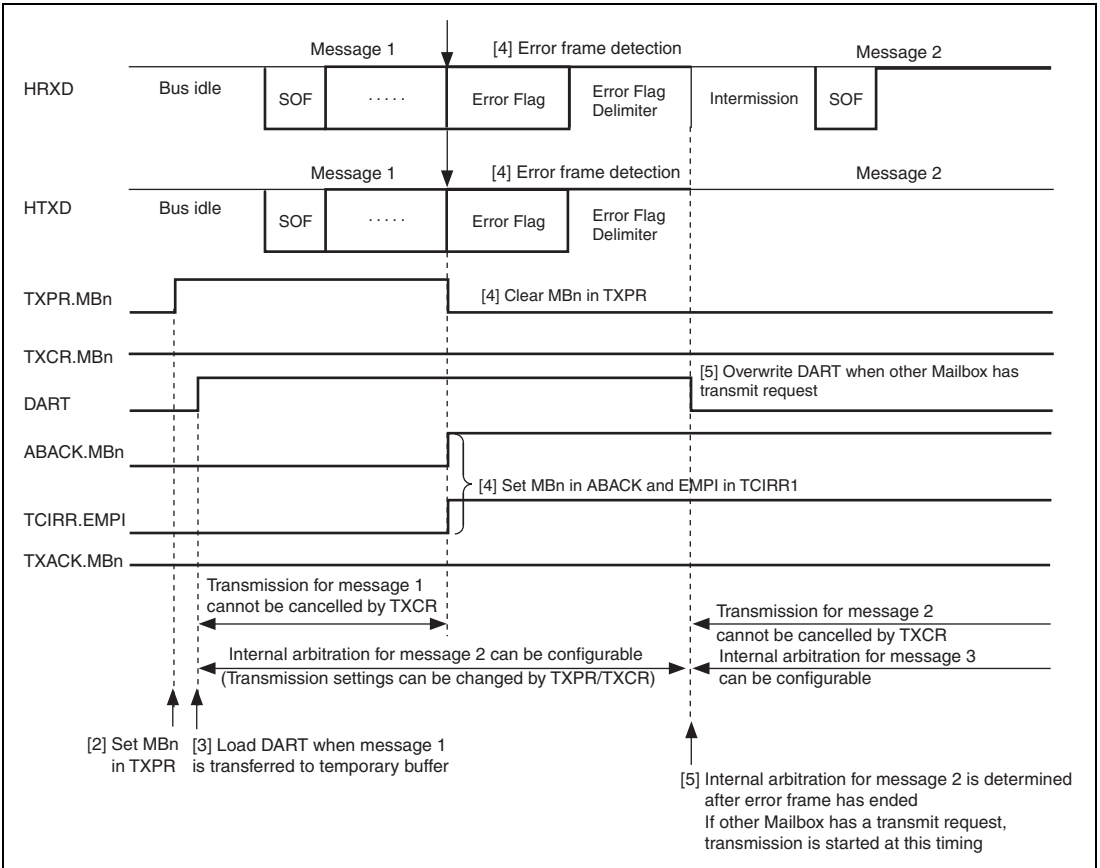 Message 1
[4] Error frame detection
Message 2
HRXD
Bus idle
SOF
.....
Error Flag
Error Flag
Delimiter
Intermission
SOF
Message 1
[4] Error frame detection
Message 2
HTXD
Bus idle
SOF
.....
Error Flag
Error Flag
Delimiter
TXPR.MBn
[4] Clear MBn in TXPR
TXCR.MBn
[5] Overwrite DART when other Mailbox has
transmit request
DART
ABACK.MBn
[4] Set MBn in ABACK and EMPI in TCIRR1
TCIRR.EMPI
TXACK.MBn
Transmission for message 1
cannot be cancelled by TXCR
Transmission for message 2
cannot be cancelled by TXCR
Internal arbitration for message 2 can be configurable
(Transmission settings can be changed by TXPR/TXCR)
Internal arbitration for message 3
can be configurable
[2] Set MBn
in TXPR
[3] Load DART when message 1
is transferred to temporary buffer
[5] Internal arbitration for message 2 is determined
after error frame has ended
If other Mailbox has a transmit request,
transmission is started at this timing